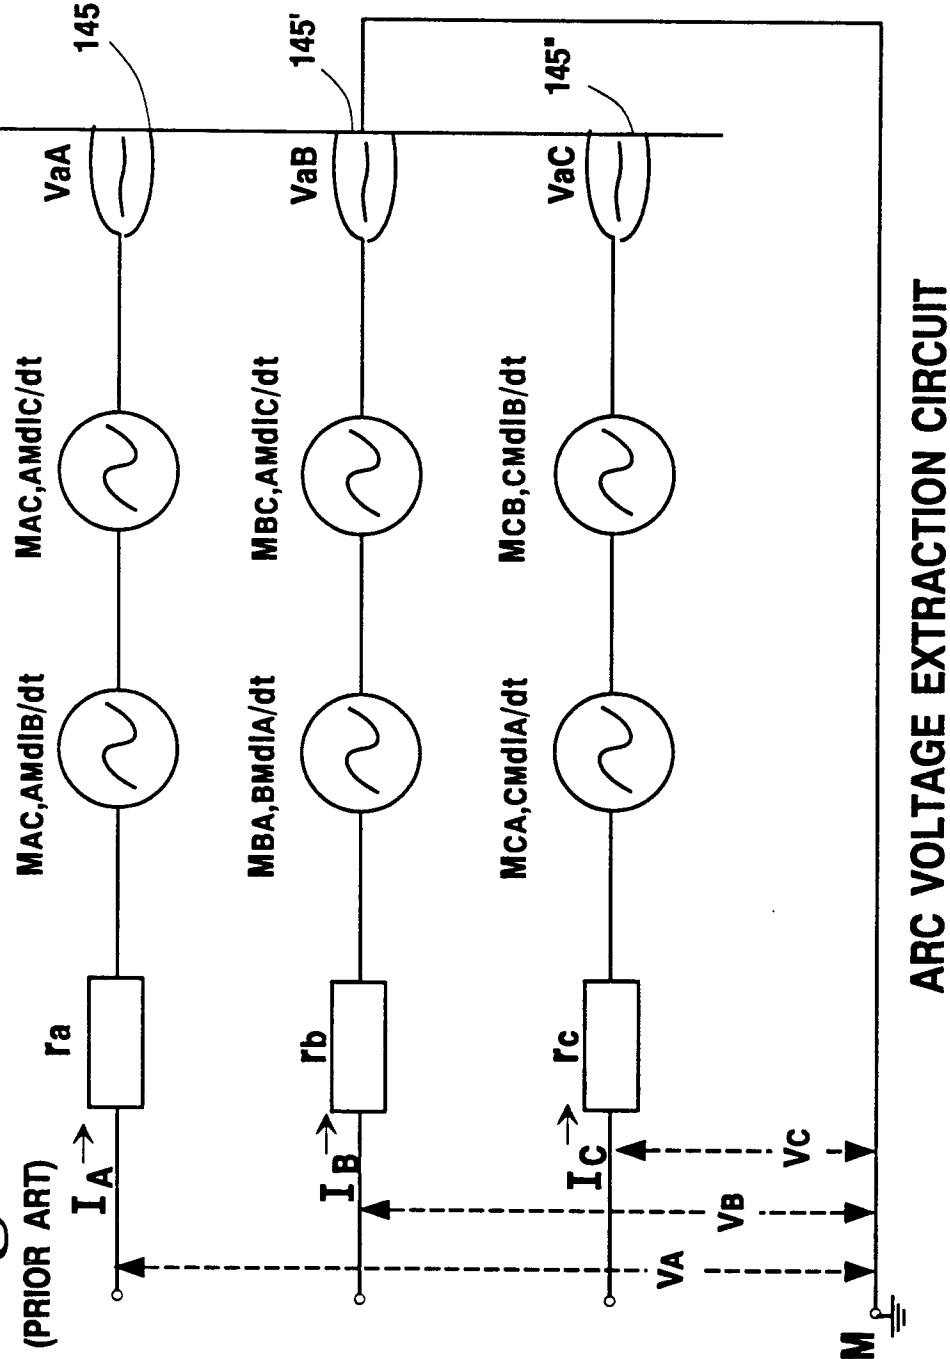 (PRIOR ART)
IA
ra
MAC,AMdIB/dt
MAC,AMdIC/dt
VaA
145
IB
rb
MBA,BMdIA/dt
MBC,AMdIC/dt
VaB
145'
IC
rc
MCA,CMdIA/dt
MCB,CMdIB/dt
VaC
145"
VA
VB
VC
M
ARC VOLTAGE EXTRACTION CIRCUIT